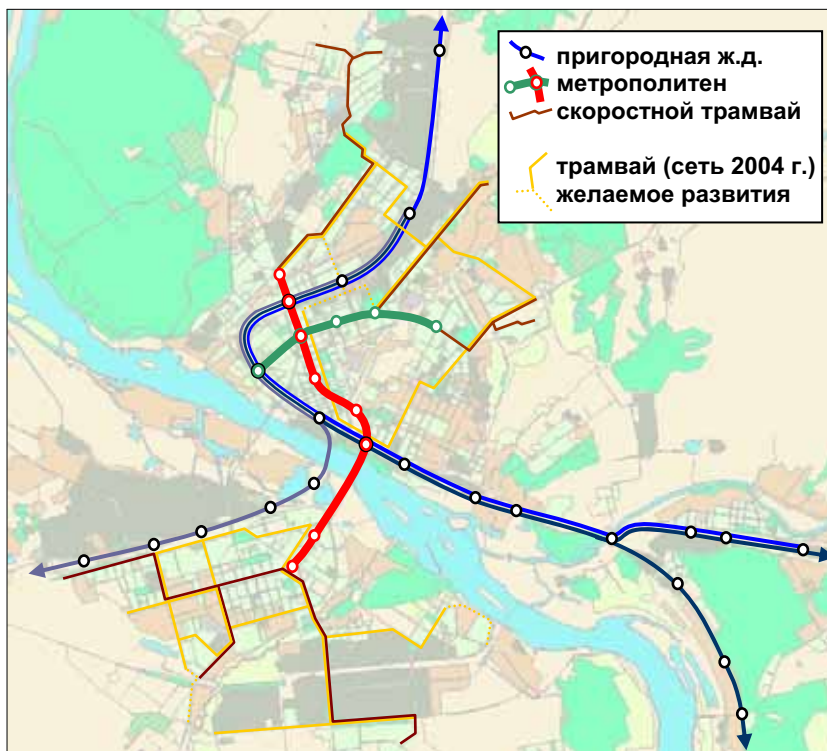 пригородная ж.д.
метрополитен
скоростной трамвай
трамвай (сеть 2004 г.)
желаемое развития